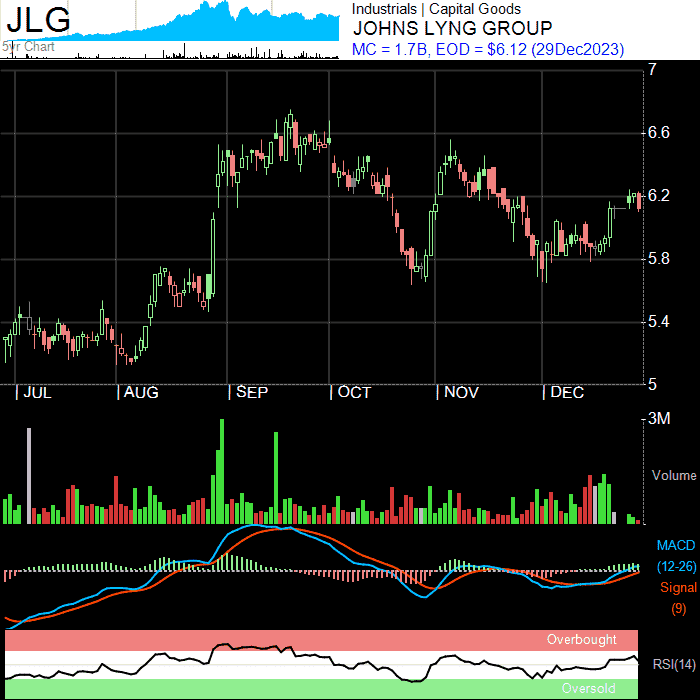 JLG
5yr Chart
Industrials | Capital Goods
JOHNS LYNG GROUP
MC = 1.7B, EOD = $6.12 (29Dec2023)
7
6.6
6.2
5.8
5.4
5
JUL AUG SEP OCT NOV DEC
3M
Volume
MACD
(12-26)
Signal
(9)
Overbought
RSI(14)
Oversold